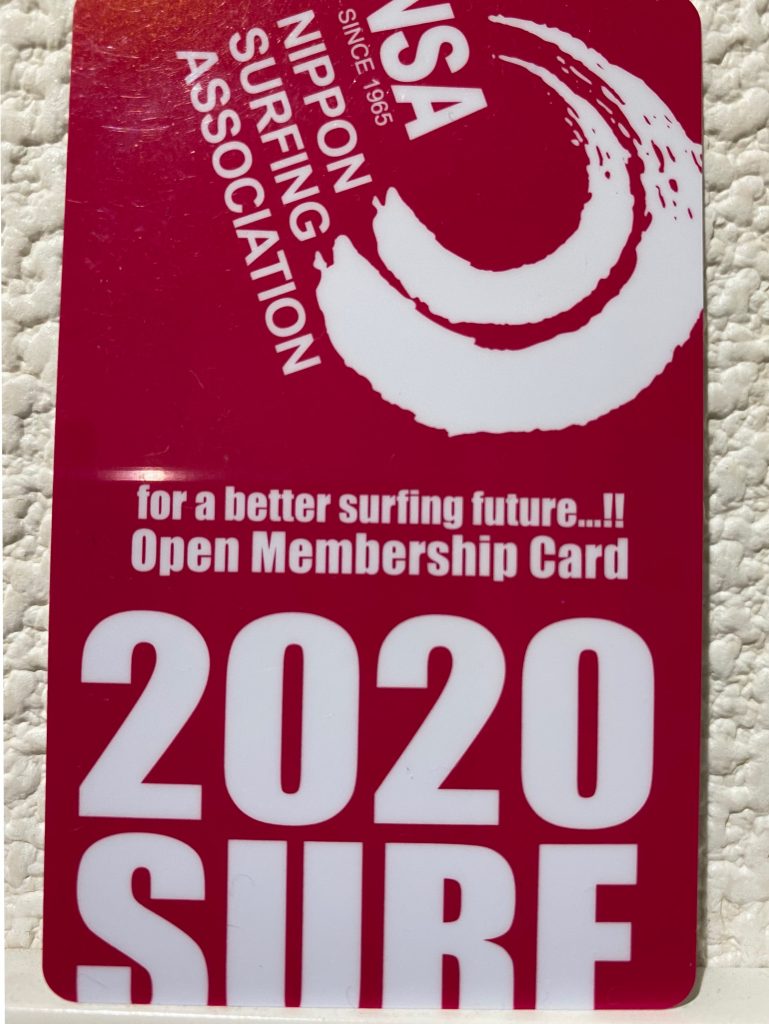 NSA
SINCE 1965
NIPPON
SURFING
ASSOCIATION
for a better surfing future...!!
Open Membership Card
2020
SURF